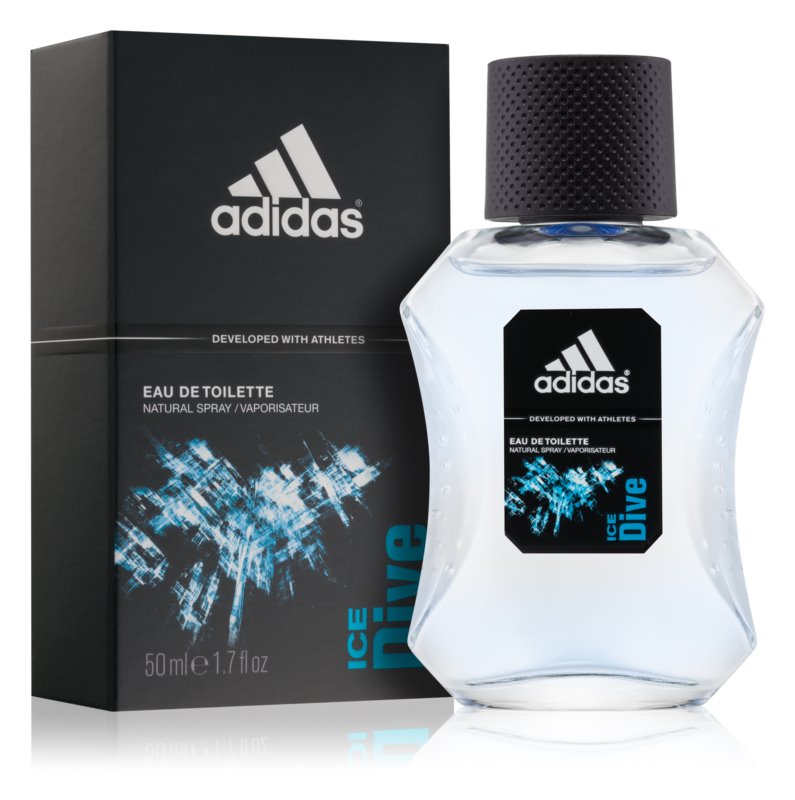 adidas®
DEVELOPED WITH ATHLETES
EAU DE TOILETTE
NATURAL SPRAY / VAPORISATEUR
ICE
Dive
50 ml e 1.7 fl oz
adidas®
DEVELOPED WITH ATHLETES
EAU DE TOILETTE
NATURAL SPRAY / VAPORISATEUR
ICE
Dive